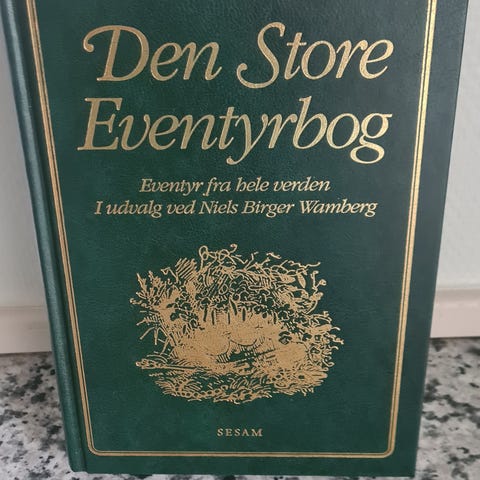 Den Store
Eventyrbog
Eventyr fra hele verden
I udvalg ved Niels Birger Wamberg
SESAM